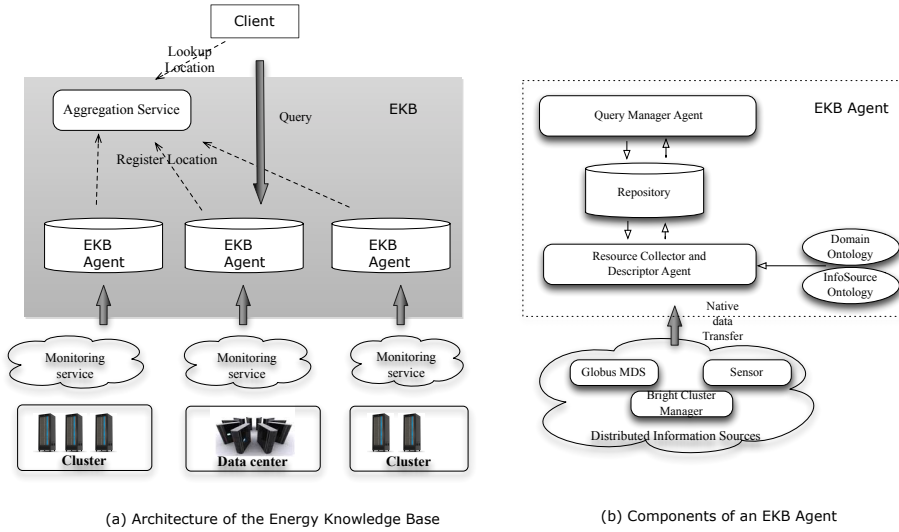 Client
Lookup
Location
Aggregation Service
EKB
Query
Register Location
EKB
Agent
EKB
Agent
EKB
Agent
Monitoring
service
Monitoring
service
Monitoring
service
Cluster
Data center
Cluster
(a) Architecture of the Energy Knowledge Base
EKB Agent
Query Manager Agent
Repository
Resource Collector and
Descriptor Agent
Domain
Ontology
InfoSource
Ontology
Native
data
Transfer
Globus MDS
Sensor
Bright Cluster
Manager
Distributed Information Sources
(b) Components of an EKB Agent